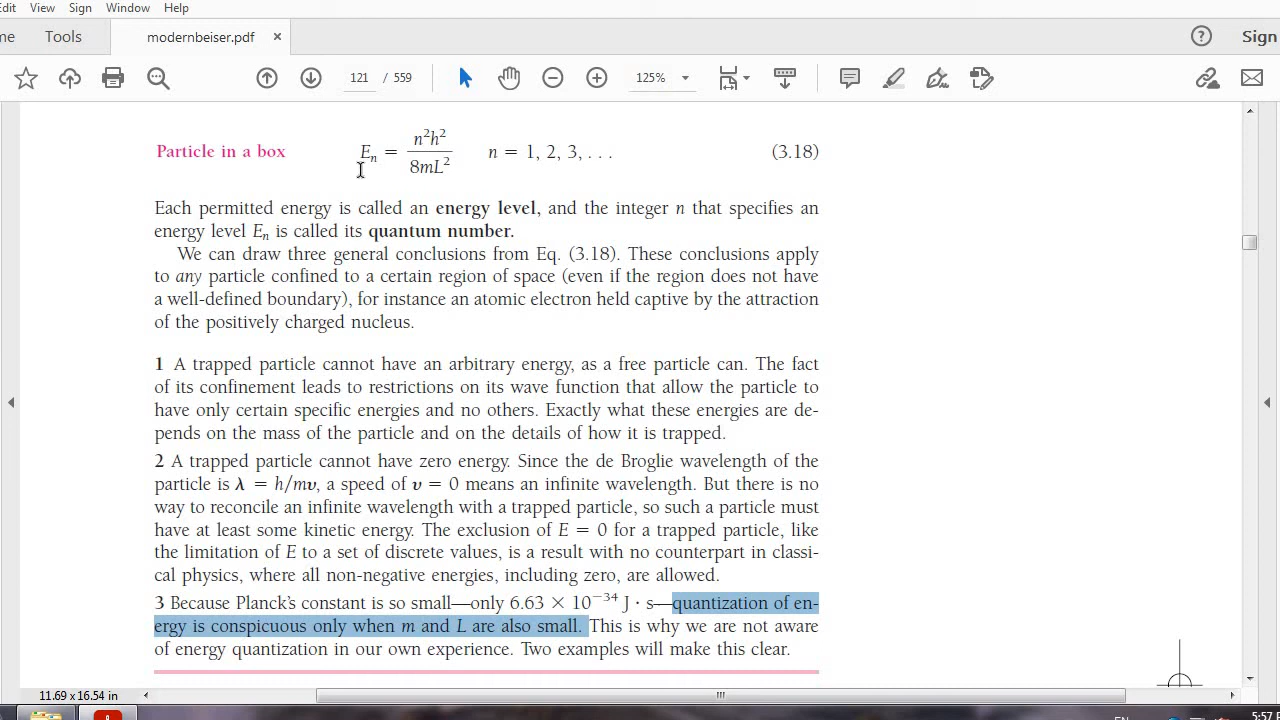 Edit View Sign Window Help
me Tools modernbeiser.pdf × ? Sign
121 / 559 125%
Particle in a box Eₙ = n²h² / 8mL² n = 1, 2, 3, . . . (3.18)
Each permitted energy is called an energy level, and the integer n that specifies an
energy level Eₙ is called its quantum number.
We can draw three general conclusions from Eq. (3.18). These conclusions apply
to any particle confined to a certain region of space (even if the region does not have
a well-defined boundary), for instance an atomic electron held captive by the attraction
of the positively charged nucleus.
1 A trapped particle cannot have an arbitrary energy, as a free particle can. The fact
of its confinement leads to restrictions on its wave function that allow the particle to
have only certain specific energies and no others. Exactly what these energies are de-
pends on the mass of the particle and on the details of how it is trapped.
2 A trapped particle cannot have zero energy. Since the de Broglie wavelength of the
particle is λ = h/mυ, a speed of υ = 0 means an infinite wavelength. But there is no
way to reconcile an infinite wavelength with a trapped particle, so such a particle must
have at least some kinetic energy. The exclusion of E = 0 for a trapped particle, like
the limitation of E to a set of discrete values, is a result with no counterpart in classi-
cal physics, where all non-negative energies, including zero, are allowed.
3 Because Planck's constant is so small—only 6.63 × 10⁻³⁴ J · s—quantization of en-
ergy is conspicuous only when m and L are also small. This is why we are not aware
of energy quantization in our own experience. Two examples will make this clear.
11.69 x 16.54 in